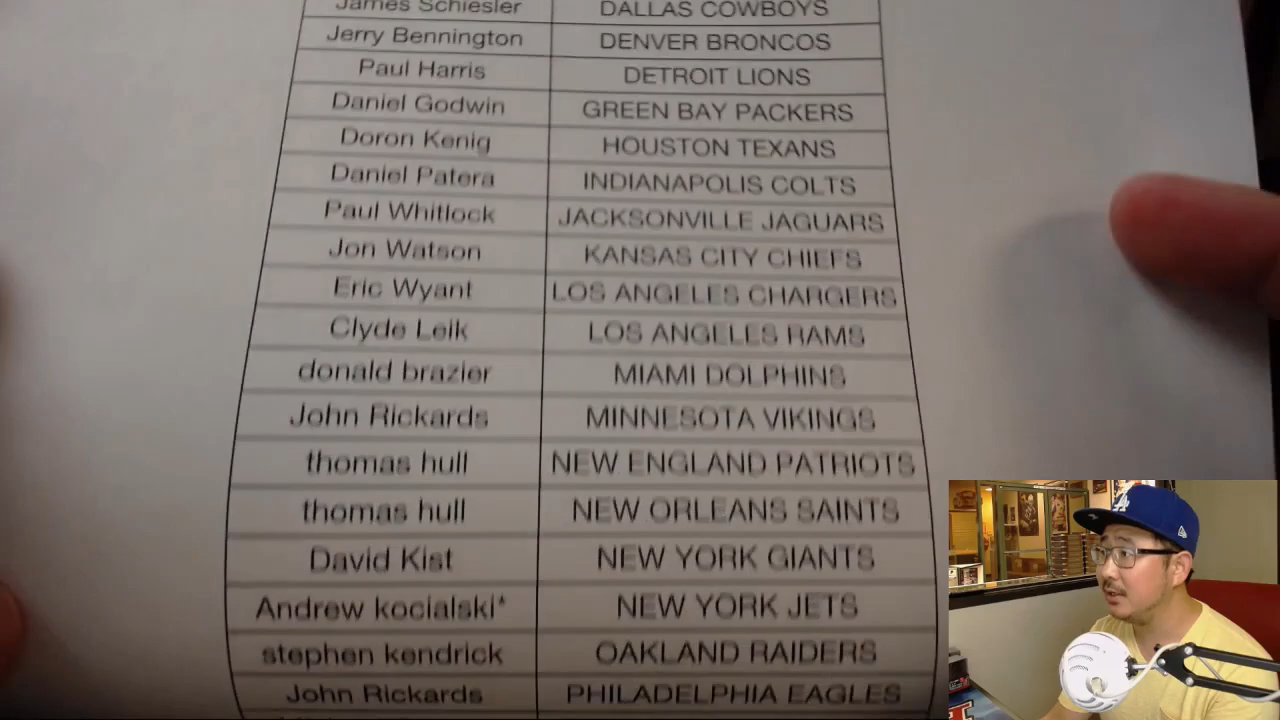 James Schiesler DALLAS COWBOYS
Jerry Bennington DENVER BRONCOS
Paul Harris DETROIT LIONS
Daniel Godwin GREEN BAY PACKERS
Doron Kenig HOUSTON TEXANS
Daniel Patera INDIANAPOLIS COLTS
Paul Whitlock JACKSONVILLE JAGUARS
Jon Watson KANSAS CITY CHIEFS
Eric Wyant LOS ANGELES CHARGERS
Clyde Leik LOS ANGELES RAMS
donald brazier MIAMI DOLPHINS
John Rickards MINNESOTA VIKINGS
thomas hull NEW ENGLAND PATRIOTS
thomas hull NEW ORLEANS SAINTS
David Kist NEW YORK GIANTS
Andrew kocialski* NEW YORK JETS
stephen kendrick OAKLAND RAIDERS
John Rickards PHILADELPHIA EAGLES
LA